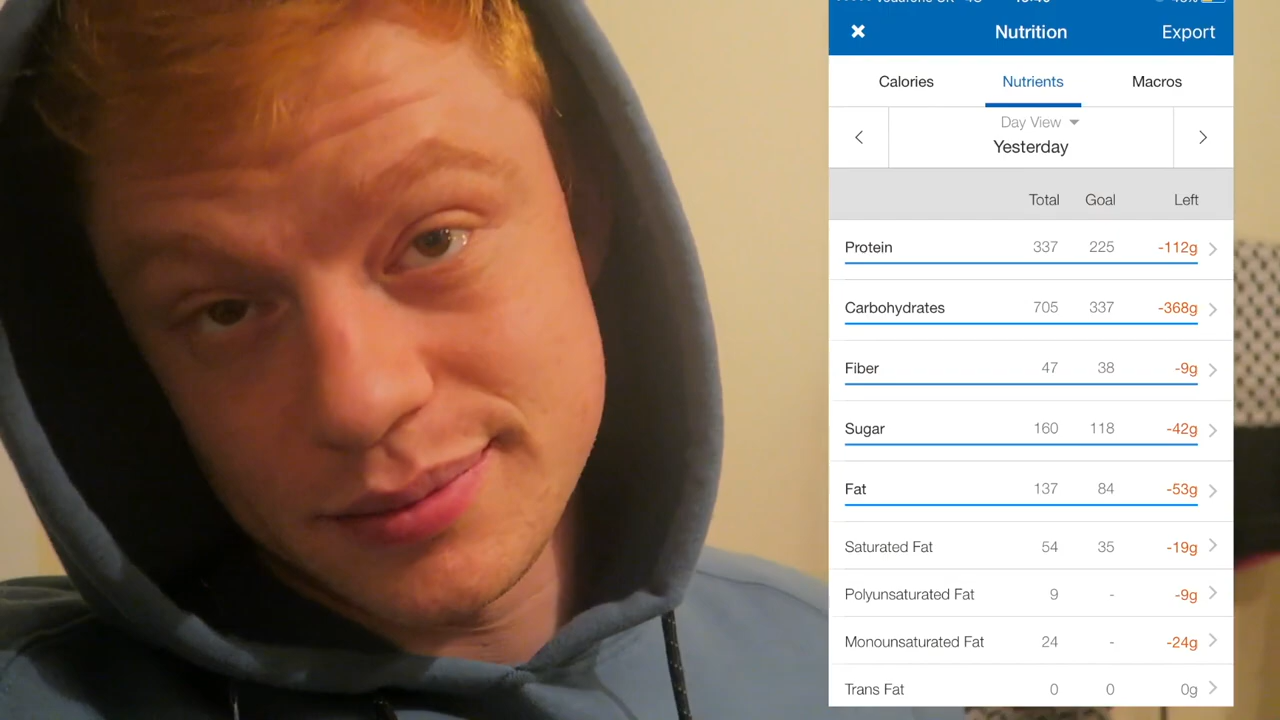 Nutrition Export
Calories Nutrients Macros
Day View
Yesterday
Total Goal Left
Protein 337 225 -112g
Carbohydrates 705 337 -368g
Fiber 47 38 -9g
Sugar 160 118 -42g
Fat 137 84 -53g
Saturated Fat 54 35 -19g
Polyunsaturated Fat 9 - -9g
Monounsaturated Fat 24 - -24g
Trans Fat 0 0 0g